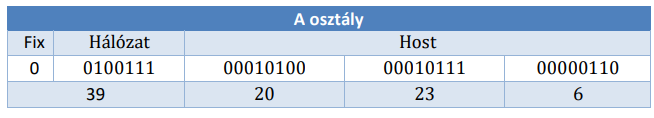 A osztály
Fix Hálózat Host
0 0100111 00010100 00010111 00000110
39 20 23 6